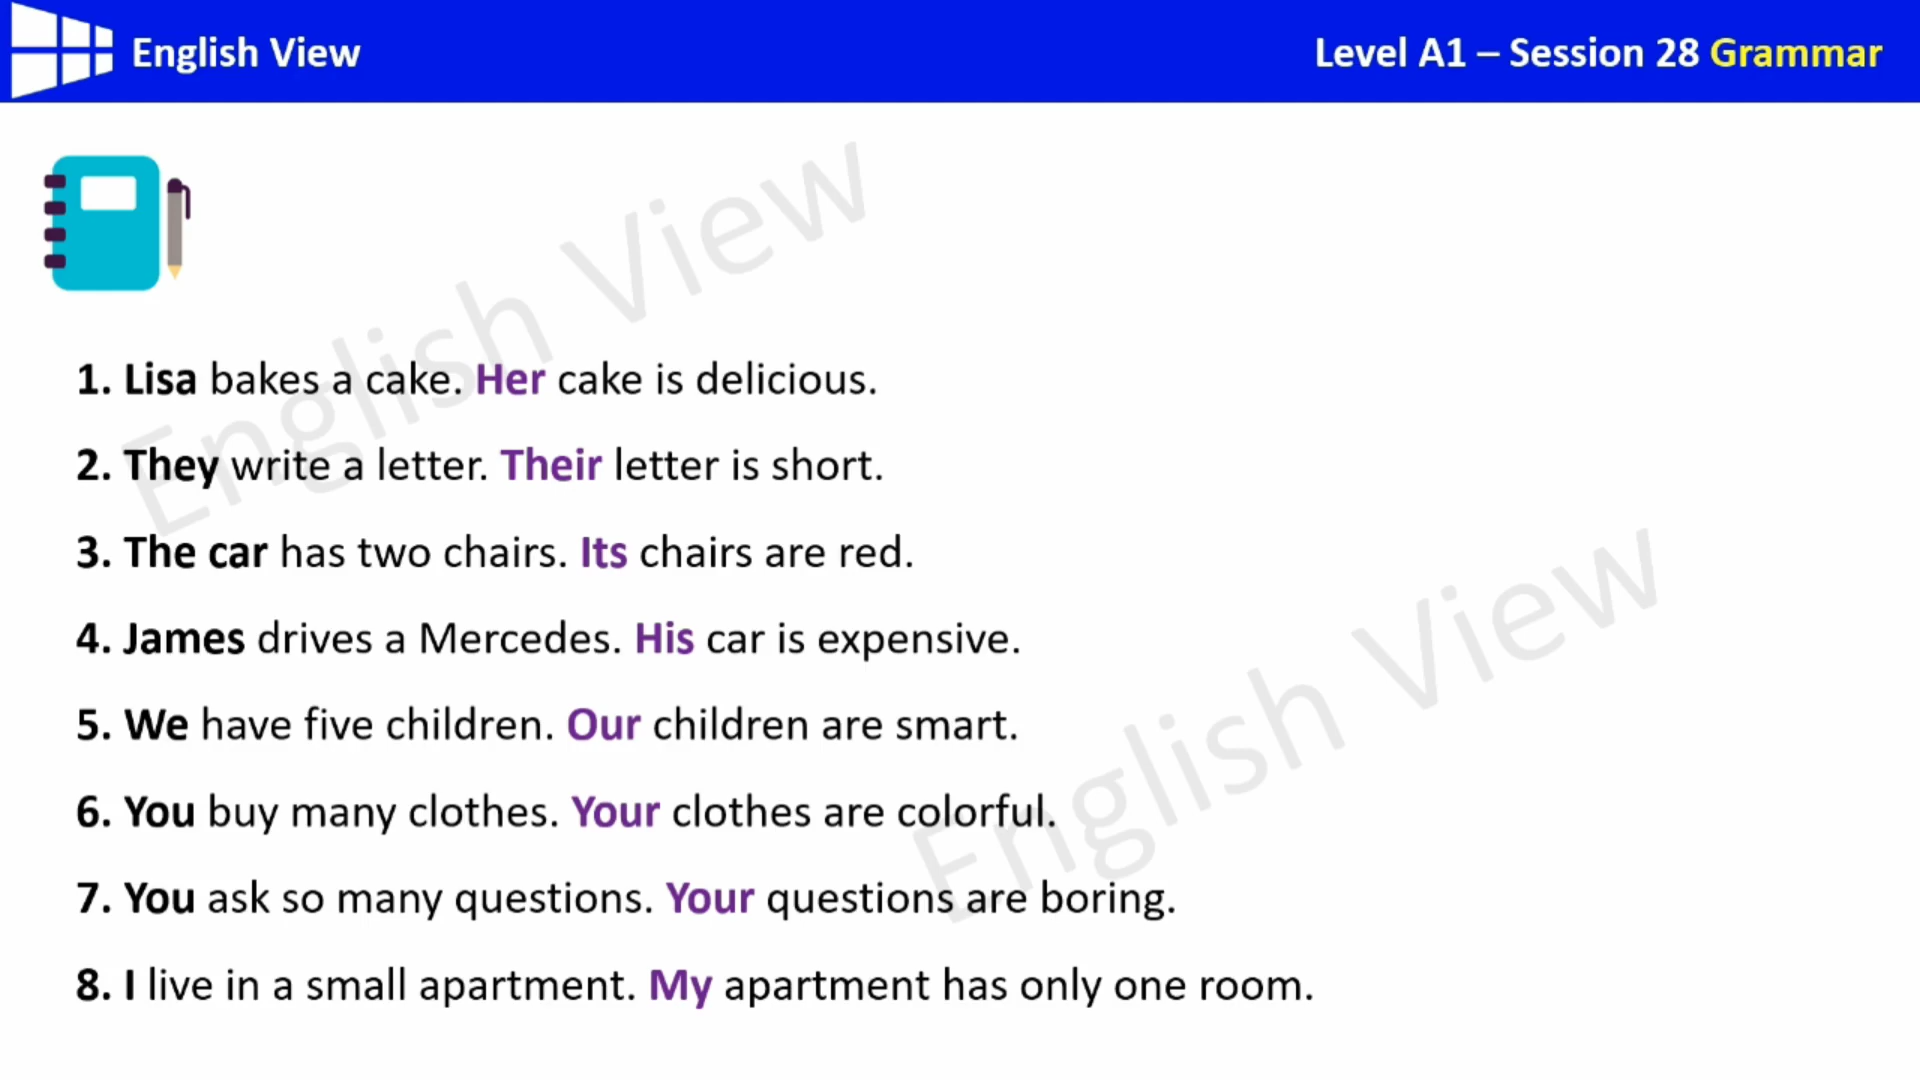 English View
Level A1 – Session 28 Grammar
English View
1. Lisa bakes a cake. Her cake is delicious.
2. They write a letter. Their letter is short.
3. The car has two chairs. Its chairs are red.
4. James drives a Mercedes. His car is expensive.
5. We have five children. Our children are smart.
6. You buy many clothes. Your clothes are colorful.
7. You ask so many questions. Your questions are boring.
8. I live in a small apartment. My apartment has only one room.
English View